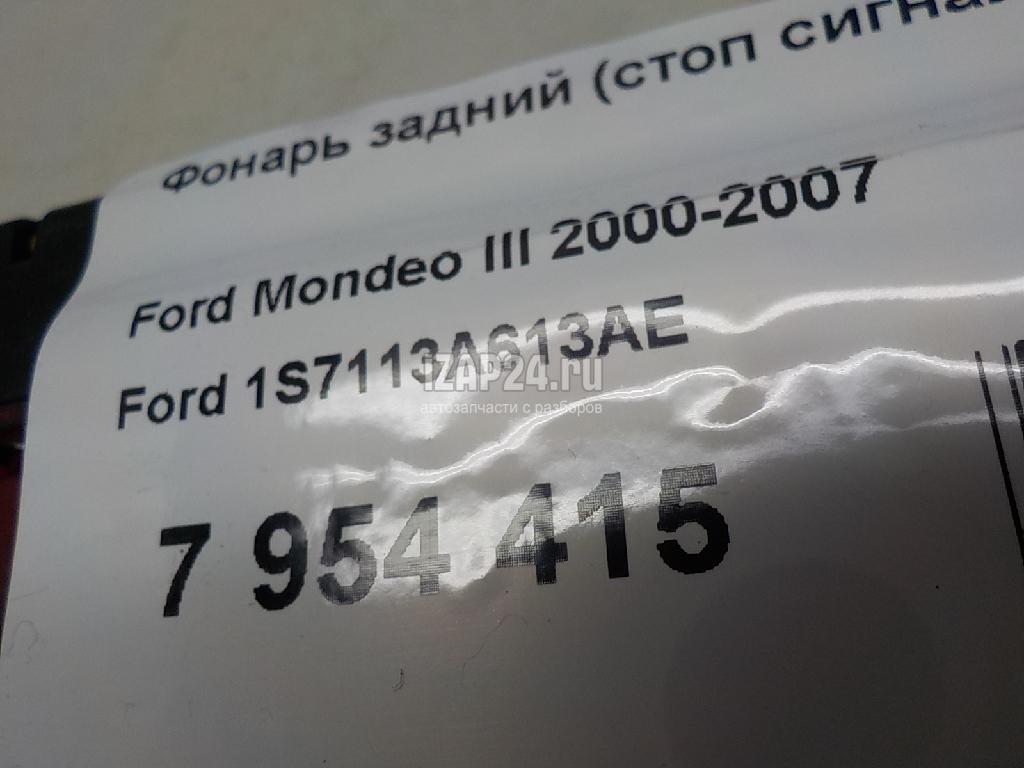 Фонарь задний (стоп сигнал
Ford Mondeo III 2000-2007
Ford 1S7113A613AE
IZAP24.ru
автозапчасти с разборов
7 954 415